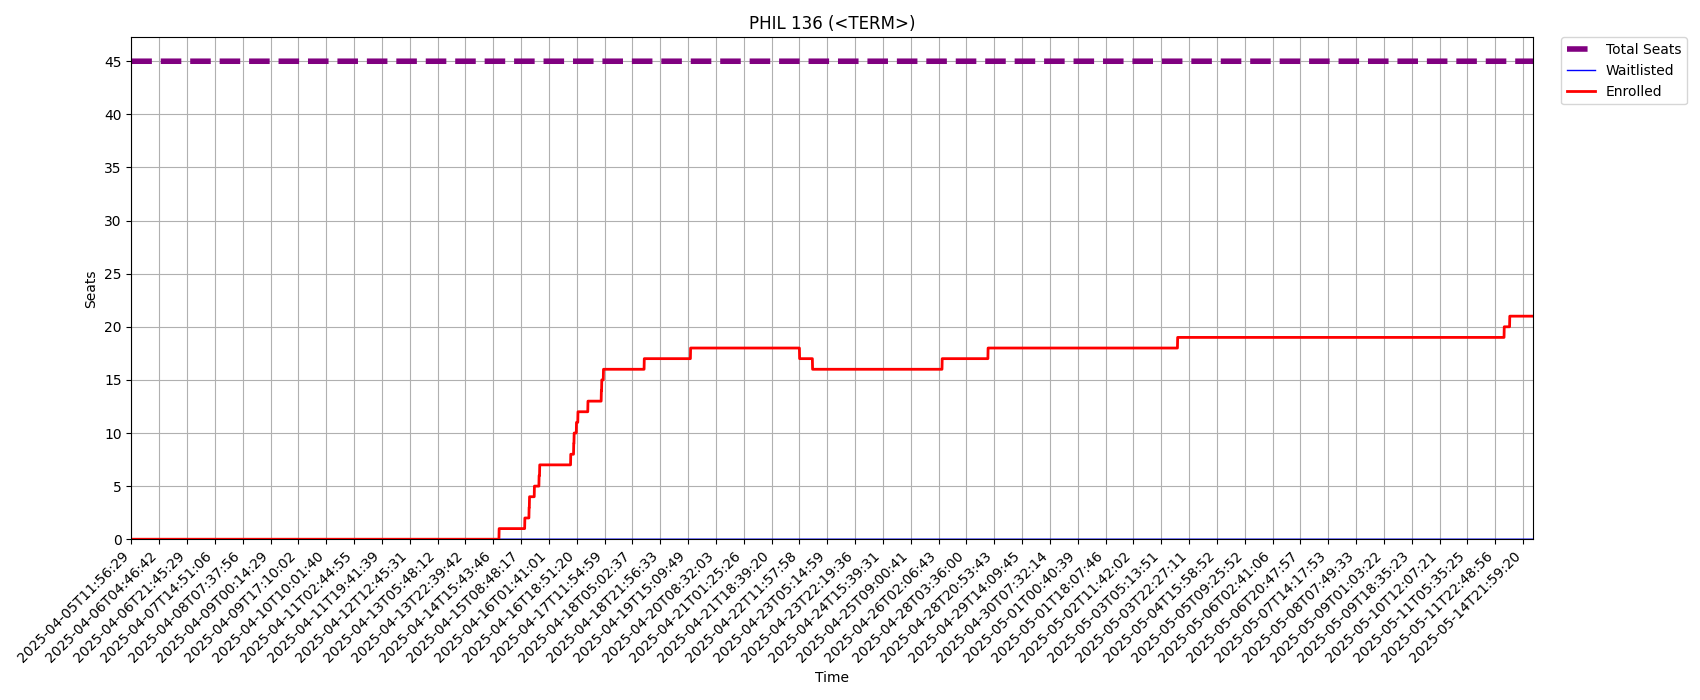 PHIL 136 (<TERM>)
Total Seats
Waitlisted
Enrolled
Seats
45
40
35
30
25
20
15
10
5
0
2025-04-05T11:56:29
2025-04-06T04:46:42
2025-04-06T21:45:29
2025-04-07T14:51:06
2025-04-08T07:37:56
2025-04-09T00:14:29
2025-04-09T17:10:02
2025-04-10T10:01:40
2025-04-11T02:44:55
2025-04-11T19:41:39
2025-04-12T12:45:31
2025-04-13T05:48:12
2025-04-13T22:39:42
2025-04-14T15:43:46
2025-04-15T08:48:17
2025-04-16T01:41:01
2025-04-16T18:51:20
2025-04-17T11:54:59
2025-04-18T05:02:37
2025-04-18T21:56:33
2025-04-19T15:09:49
2025-04-20T08:32:03
2025-04-21T01:25:26
2025-04-21T18:39:20
2025-04-22T11:57:58
2025-04-23T05:14:59
2025-04-23T22:19:36
2025-04-24T15:39:31
2025-04-25T09:00:41
2025-04-26T02:06:43
2025-04-28T03:36:00
2025-04-28T20:53:43
2025-04-29T14:09:45
2025-04-30T07:32:14
2025-05-01T00:40:39
2025-05-01T18:07:46
2025-05-02T11:42:02
2025-05-03T05:13:51
2025-05-03T22:27:11
2025-05-04T15:58:52
2025-05-05T09:25:52
2025-05-06T02:41:06
2025-05-06T20:47:57
2025-05-07T14:17:53
2025-05-08T07:49:33
2025-05-09T01:03:22
2025-05-09T18:35:23
2025-05-10T12:07:21
2025-05-11T05:35:25
2025-05-11T22:48:56
2025-05-14T21:59:20
Time